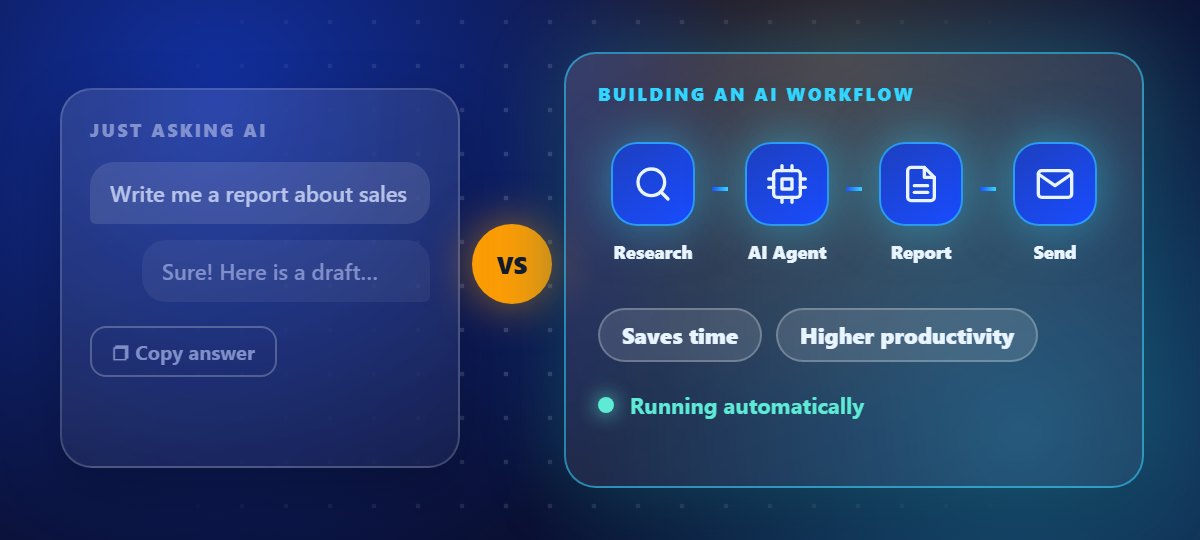 JUST ASKING AI
Write me a report about sales
Sure! Here is a draft...
Copy answer
VS
BUILDING AN AI WORKFLOW
Research
AI Agent
Report
Send
Saves time
Higher productivity
Running automatically